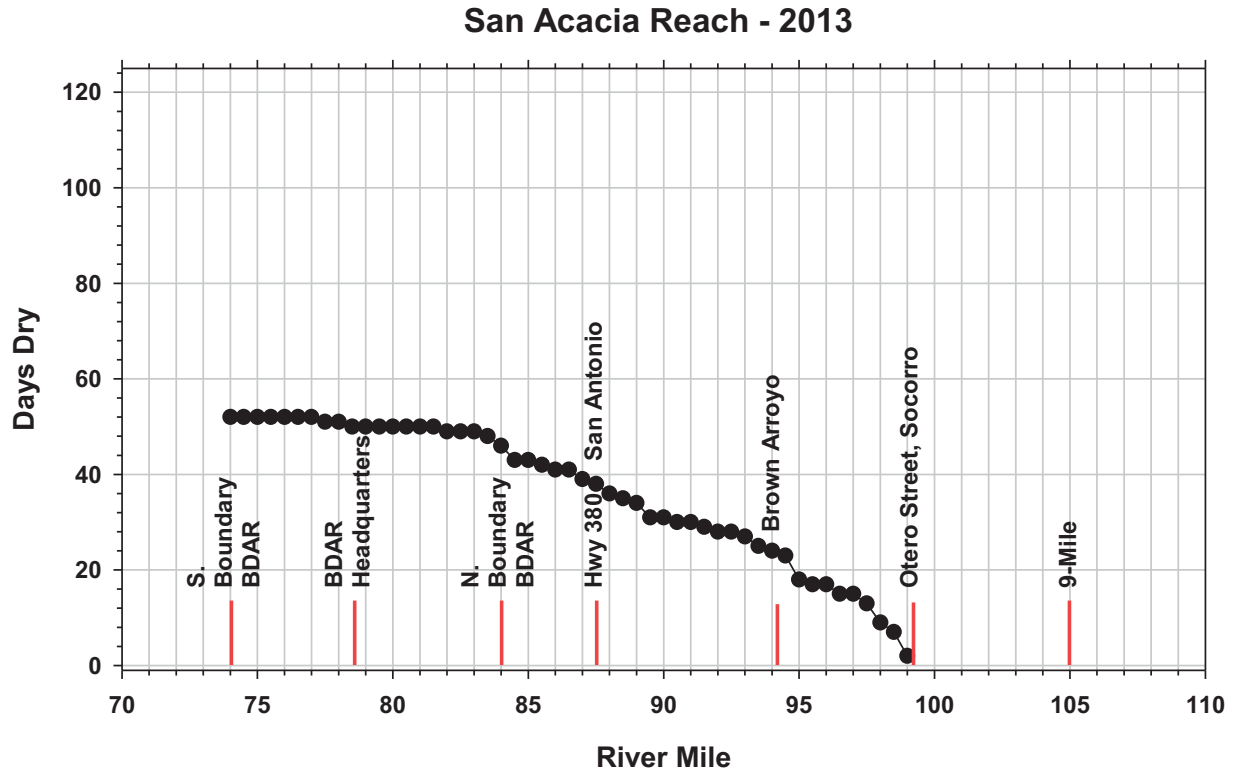 San Acacia Reach - 2013
Days Dry
120
100
80
60
40
20
0
S.
Boundary
BDAR
BDAR
Headquarters
N.
Boundary
BDAR
Hwy 380 San Antonio
Brown Arroyo
Otero Street, Socorro
9-Mile
70 75 80 85 90 95 100 105 110
River Mile